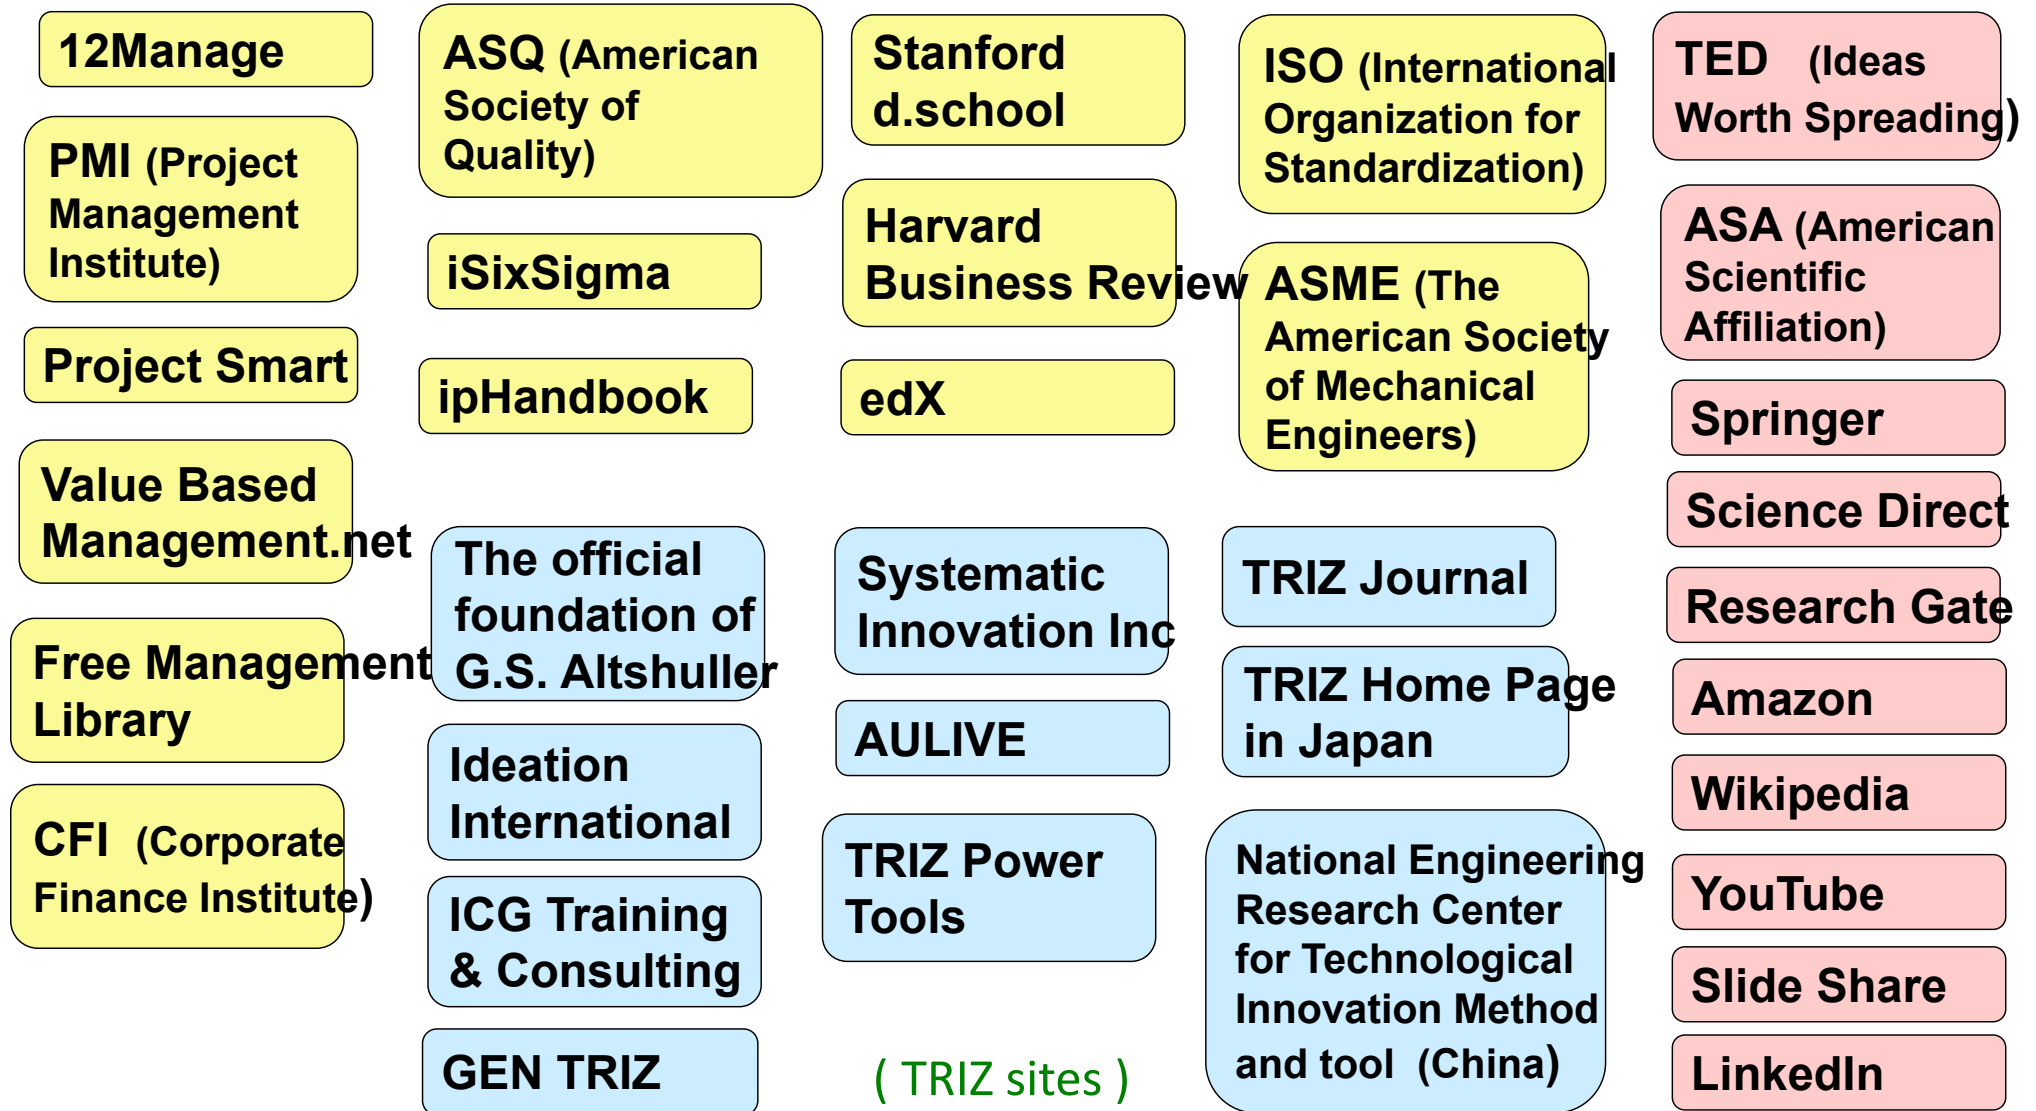 12Manage
PMI (Project
Management
Institute)
Project Smart
Value Based
Management.net
Free Management
Library
CFI (Corporate
Finance Institute)
ASQ (American
Society of
Quality)
iSixSigma
ipHandbook
Stanford
d.school
Harvard
Business Review
edX
ISO (International
Organization for
Standardization)
ASME (The
American Society
of Mechanical
Engineers)
The official
foundation of
G.S. Altshuller
Ideation
International
ICG Training
& Consulting
GEN TRIZ
Systematic
Innovation Inc
AULIVE
TRIZ Power
Tools
( TRIZ sites )
TRIZ Journal
TRIZ Home Page
in Japan
National Engineering
Research Center
for Technological
Innovation Method
and tool (China)
TED (Ideas
Worth Spreading)
ASA (American
Scientific
Affiliation)
Springer
Science Direct
Research Gate
Amazon
Wikipedia
YouTube
Slide Share
LinkedIn